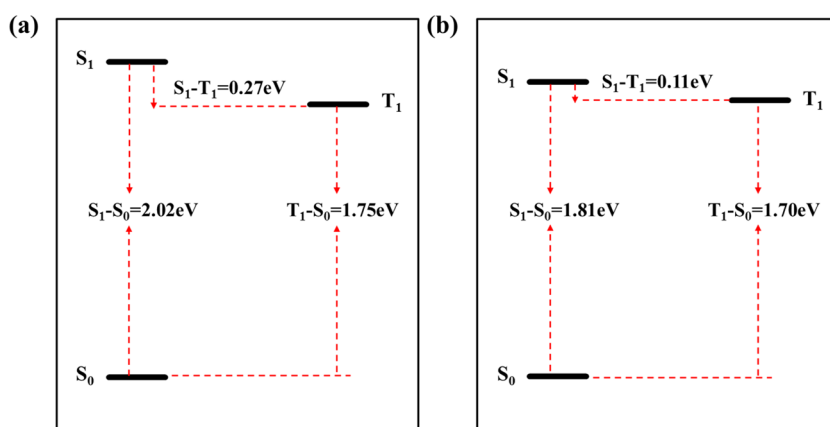 (a)
S₁
S₁-T₁=0.27eV
T₁
S₁-S₀=2.02eV
T₁-S₀=1.75eV
S₀
(b)
S₁
S₁-T₁=0.11eV
T₁
S₁-S₀=1.81eV
T₁-S₀=1.70eV
S₀